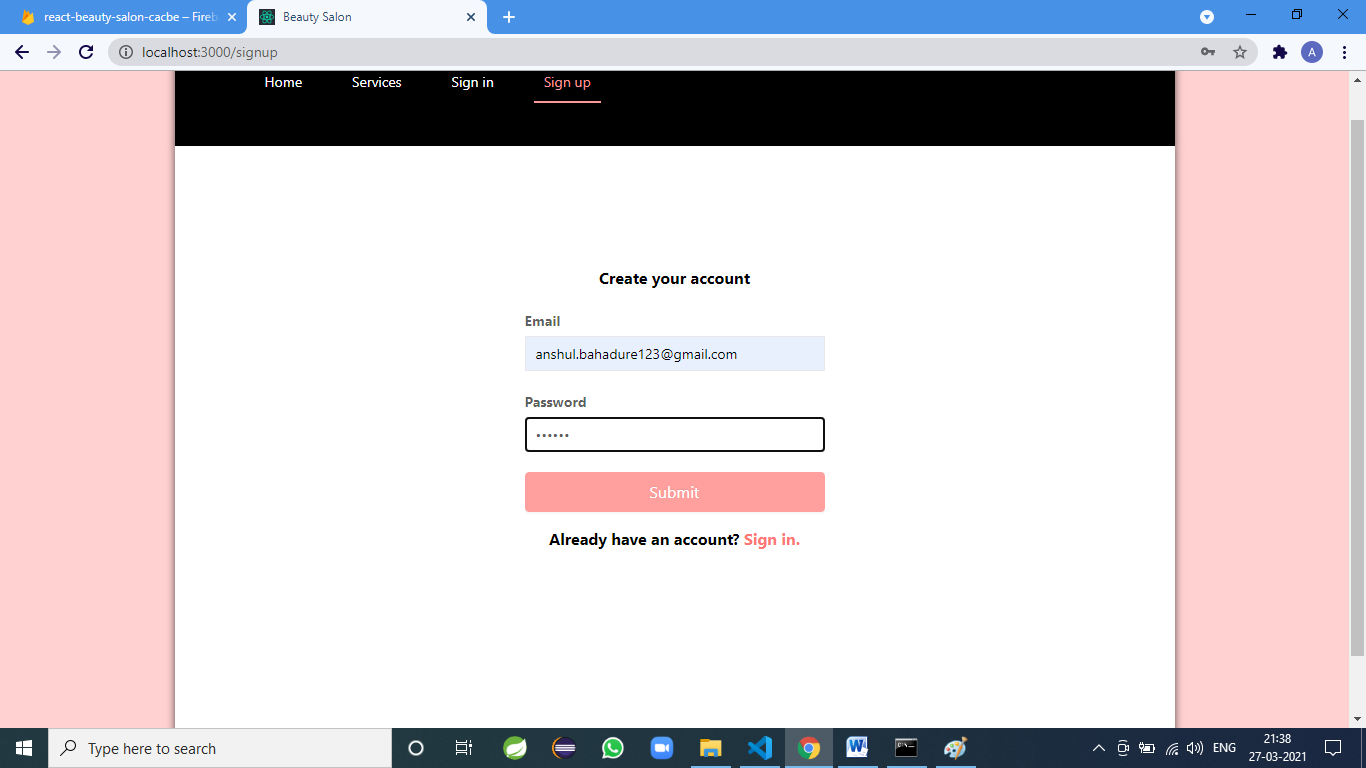 react-beauty-salon-cacbe – Fireb
Beauty Salon
localhost:3000/signup
A
Home Services Sign in Sign up
Create your account
Email
anshul.bahadure123@gmail.com
Password
••••••
Submit
Already have an account? Sign in.
Type here to search
ENG
21:38
27-03-2021